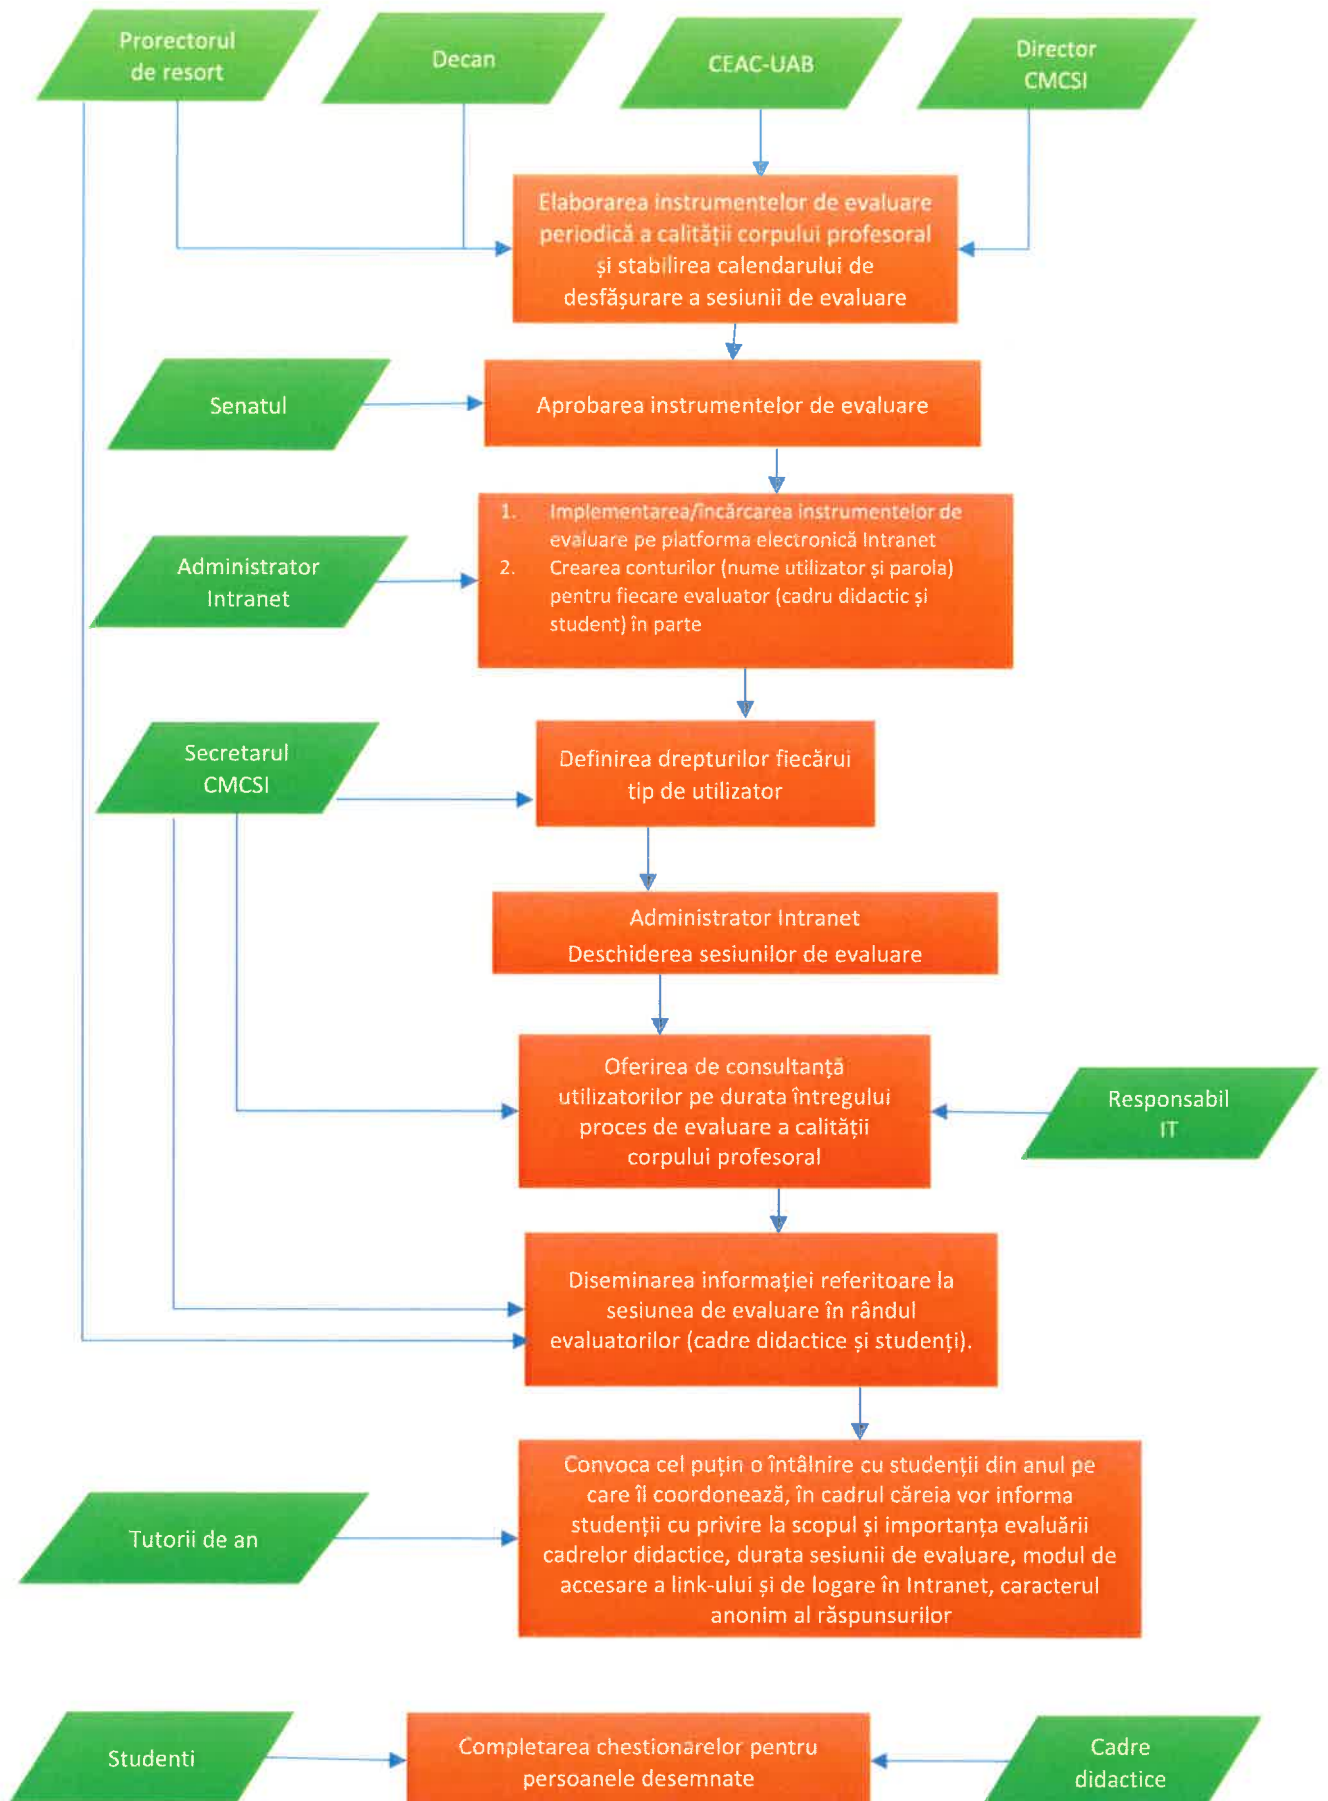 Prorectorul
de resort
Decan
CEAC-UAB
Director
CMCSI
Elaborarea instrumentelor de evaluare
periodică a calității corpului profesoral
și stabilirea calendarului de
desfășurare a sesiunii de evaluare
Senatul
Aprobarea instrumentelor de evaluare
Administrator
Intranet
1. Implementarea/încărcarea instrumentelor de
evaluare pe platforma electronică Intranet
2. Crearea conturilor (nume utilizator și parola)
pentru fiecare evaluator (cadru didactic și
student) în parte
Secretarul
CMCSI
Definirea drepturilor fiecărui
tip de utilizator
Administrator Intranet
Deschiderea sesiunilor de evaluare
Oferirea de consultanță
utilizatorilor pe durata întregului
proces de evaluare a calității
corpului profesoral
Responsabil
IT
Diseminarea informației referitoare la
sesiunea de evaluare în rândul
evaluatorilor (cadre didactice și studenți).
Tutorii de an
Convoca cel puțin o întâlnire cu studenții din anul pe
care îl coordonează, în cadrul căreia vor informa
studenții cu privire la scopul și importanța evaluării
cadrelor didactice, durata sesiunii de evaluare, modul de
accesare a link-ului și de logare în Intranet, caracterul
anonim al răspunsurilor
Studenti
Completarea chestionarelor pentru
persoanele desemnate
Cadre
didactice